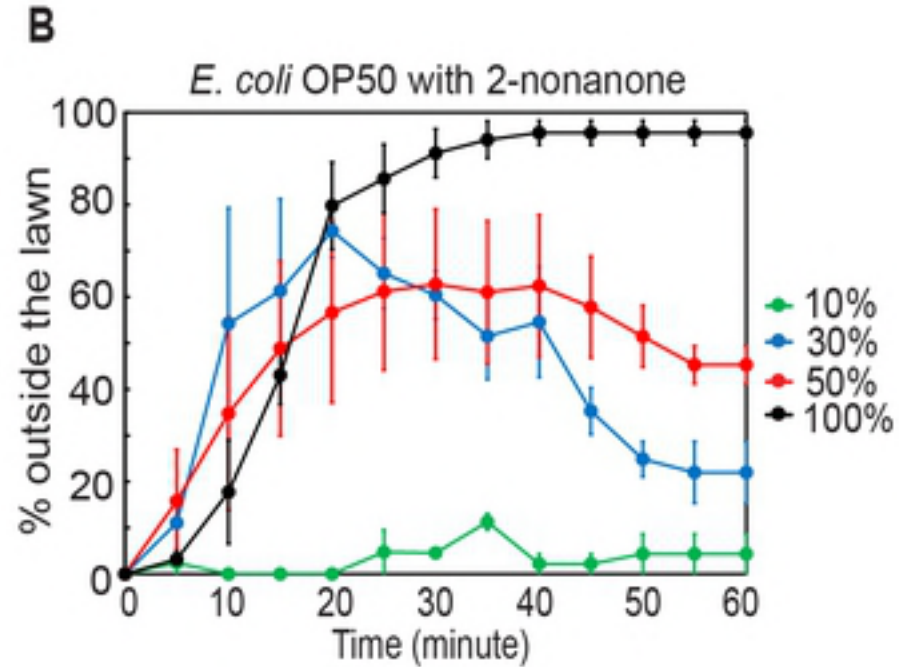 B
E. coli OP50 with 2-nonanone
% outside the lawn
100
80
60
40
20
0
0 10 20 30 40 50 60
Time (minute)
10%
30%
50%
100%